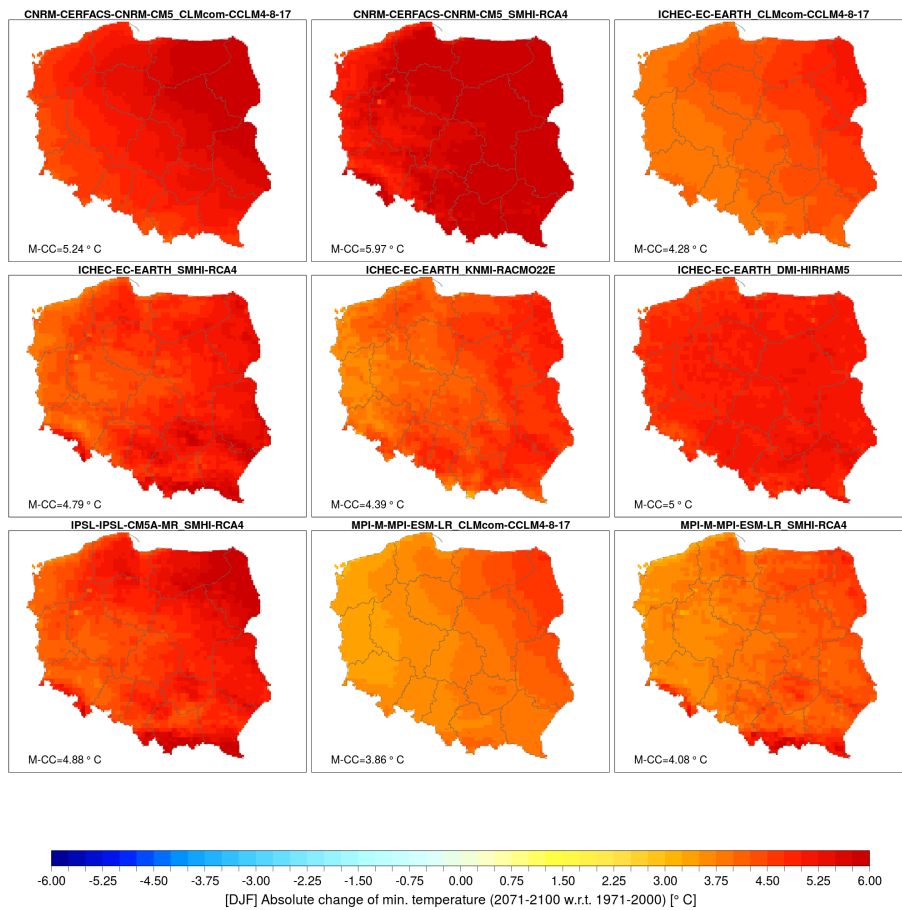 CNRM-CERFACS-CNRM-CM5_CLMcom-CCLM4-8-17
CNRM-CERFACS-CNRM-CM5_SMHI-RCA4
ICHEC-EC-EARTH_CLMcom-CCLM4-8-17
M-CC=5.24 ° C
M-CC=5.97 ° C
M-CC=4.28 ° C
ICHEC-EC-EARTH_SMHI-RCA4
ICHEC-EC-EARTH_KNMI-RACMO22E
ICHEC-EC-EARTH_DMI-HIRHAM5
M-CC=4.79 ° C
M-CC=4.39 ° C
M-CC=5 ° C
IPSL-IPSL-CM5A-MR_SMHI-RCA4
MPI-M-MPI-ESM-LR_CLMcom-CCLM4-8-17
MPI-M-MPI-ESM-LR_SMHI-RCA4
M-CC=4.88 ° C
M-CC=3.86 ° C
M-CC=4.08 ° C
-6.00 -5.25 -4.50 -3.75 -3.00 -2.25 -1.50 -0.75 0.00 0.75 1.50 2.25 3.00 3.75 4.50 5.25 6.00
[DJF] Absolute change of min. temperature (2071-2100 w.r.t. 1971-2000) [° C]